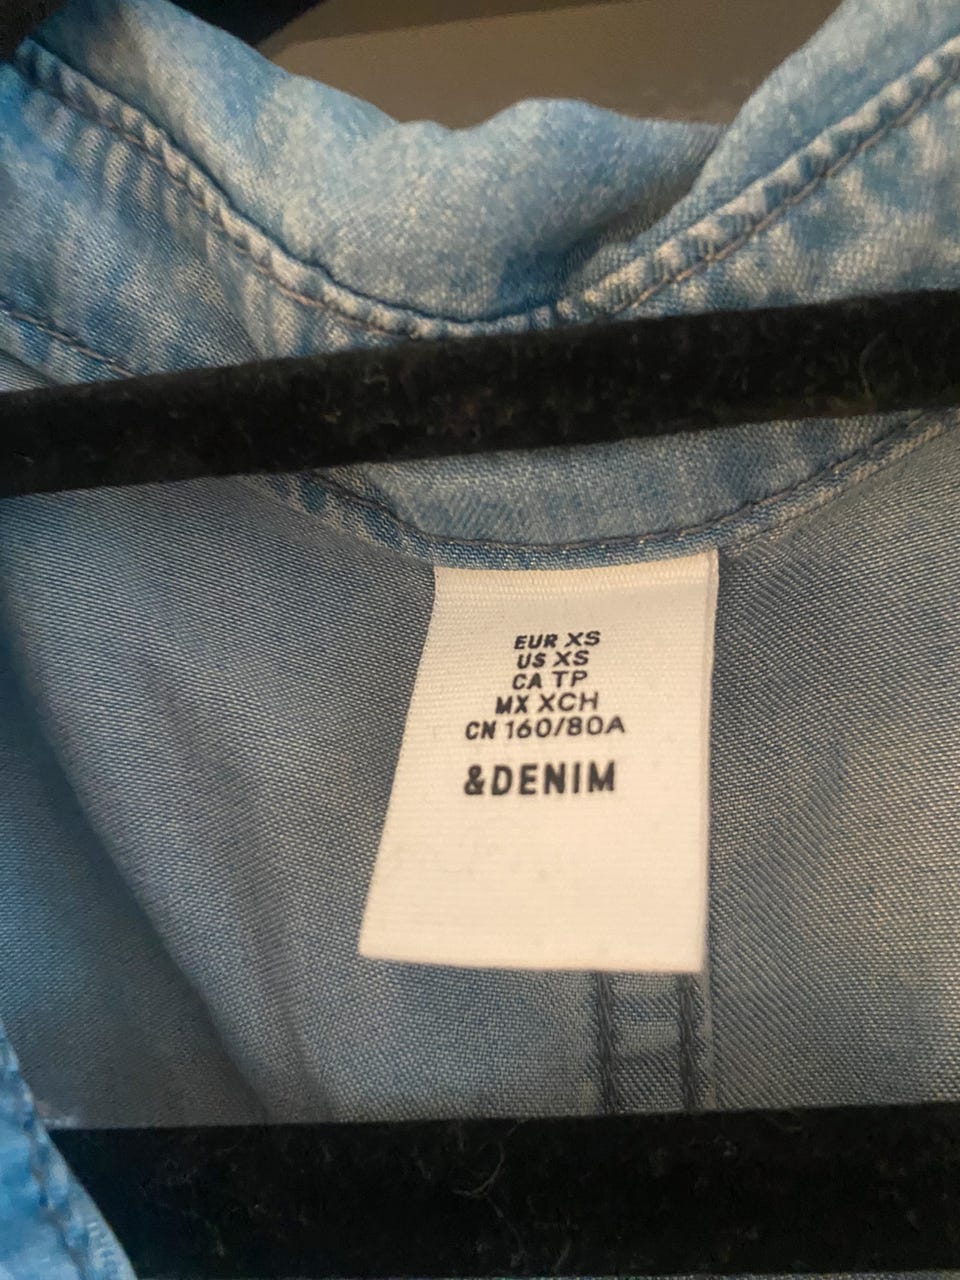 EUR XS
US XS
CA TP
MX XCH
CN 160/80A
&DENIM